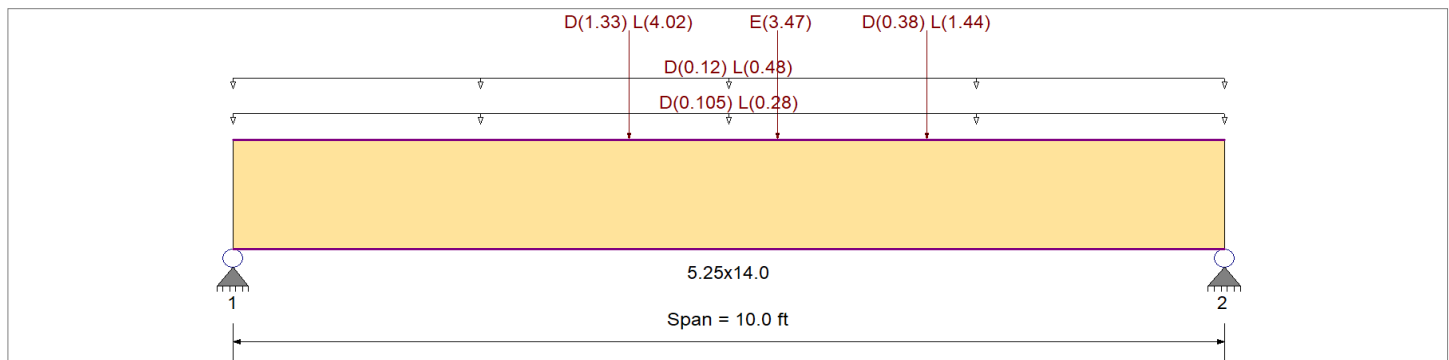 D(1.33) L(4.02) E(3.47) D(0.38) L(1.44)
D(0.12) L(0.48)
D(0.105) L(0.28)
5.25x14.0
1 2
Span = 10.0 ft